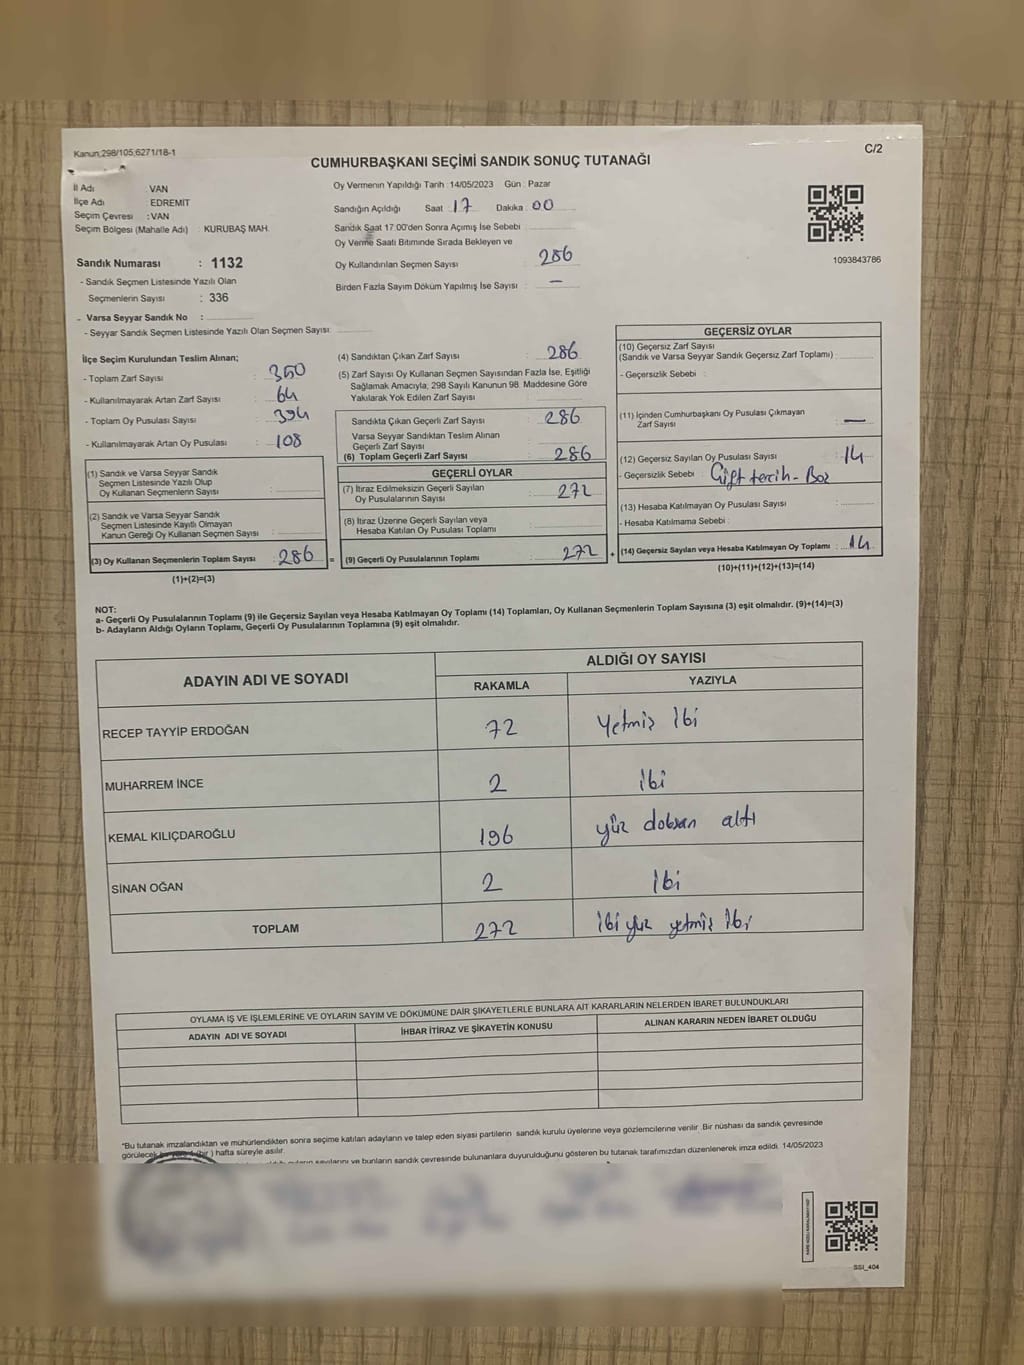 Kanun;298/105;6271/18-1
C/2
CUMHURBAŞKANI SEÇİMİ SANDIK SONUÇ TUTANAĞI
İl Adı : VAN
İlçe Adı EDREMİT
Seçim Çevresi : VAN
Seçim Bölgesi (Mahalle Adı) : KURUBAŞ MAH.
Sandık Numarası : 1132
- Sandık Seçmen Listesinde Yazılı Olan
Seçmenlerin Sayısı : 336
- Varsa Seyyar Sandık No :
- Seyyar Sandık Seçmen Listesinde Yazılı Olan Seçmen Sayısı:
Oy Vermenin Yapıldığı Tarih : 14/05/2023 Gün : Pazar
Sandığın Açıldığı Saat : 17 Dakika : 00
Sandık Saat 17:00'den Sonra Açımış İse Sebebi
Oy Verme Saati Bitiminde Sırada Bekleyen ve
Oy Kullandırılan Seçmen Sayısı : 286
Birden Fazla Sayım Döküm Yapılmış İse Sayısı : —
1093843786
İlçe Seçim Kurulundan Teslim Alınan;
- Toplam Zarf Sayısı : 350
- Kullanılmayarak Artan Zarf Sayısı : 64
- Toplam Oy Pusulası Sayısı : 394
- Kullanılmayarak Artan Oy Pusulası : 108
(1) Sandık ve Varsa Seyyar Sandık
Seçmen Listesinde Yazılı Olup
Oy Kullanan Seçmenlerin Sayısı :
(2) Sandık ve Varsa Seyyar Sandık
Seçmen Listesinde Kayıtlı Olmayan
Kanun Gereği Oy Kullanan Seçmen Sayısı :
(3) Oy Kullanan Seçmenlerin Toplam Sayısı : 286 =
(1)+(2)=(3)
(4) Sandıktan Çıkan Zarf Sayısı : 286
(5) Zarf Sayısı Oy Kullanan Seçmen Sayısından Fazla İse, Eşitliği
Sağlamak Amacıyla, 298 Sayılı Kanunun 98. Maddesine Göre
Yakılarak Yok Edilen Zarf Sayısı :
Sandıkta Çıkan Geçerli Zarf Sayısı : 286
Varsa Seyyar Sandıktan Teslim Alınan
Geçerli Zarf Sayısı :
(6) Toplam Geçerli Zarf Sayısı : 286
GEÇERLİ OYLAR
(7) İtiraz Edilmeksizin Geçerli Sayılan
Oy Pusulalarının Sayısı : 272
(8) İtiraz Üzerine Geçerli Sayılan veya
Hesaba Katılan Oy Pusulası Toplamı :
(9) Geçerli Oy Pusulalarının Toplamı : 272 +
GEÇERSİZ OYLAR
(10) Geçersiz Zarf Sayısı
(Sandık ve Varsa Seyyar Sandık Geçersiz Zarf Toplamı) :
- Geçersizlik Sebebi :
(11) İçinden Cumhurbaşkanı Oy Pusulası Çıkmayan
Zarf Sayısı : —
(12) Geçersiz Sayılan Oy Pusulası Sayısı : 14
- Geçersizlik Sebebi : Çift tercih - Boz
(13) Hesaba Katılmayan Oy Pusulası Sayısı :
- Hesaba Katılmama Sebebi :
(14) Geçersiz Sayılan veya Hesaba Katılmayan Oy Toplamı : 14
(10)+(11)+(12)+(13)=(14)
NOT:
a- Geçerli Oy Pusulalarının Toplamı (9) ile Geçersiz Sayılan veya Hesaba Katılmayan Oy Toplamı (14) Toplamları, Oy Kullanan Seçmenlerin Toplam Sayısına (3) eşit olmalıdır. (9)+(14)=(3)
b- Adayların Aldığı Oyların Toplamı, Geçerli Oy Pusulalarının Toplamına (9) eşit olmalıdır.
ADAYIN ADI VE SOYADI
ALDIĞI OY SAYISI
RAKAMLA YAZIYLA
RECEP TAYYİP ERDOĞAN 72 Yetmiş İki
MUHARREM İNCE 2 İki
KEMAL KILIÇDAROĞLU 196 yüz doksan altı
SİNAN OĞAN 2 İki
TOPLAM 272 İki yüz yetmiş İki
OYLAMA İŞ VE İŞLEMLERİNE VE OYLARIN SAYIM VE DÖKÜMÜNE DAİR ŞİKAYETLERLE BUNLARA AİT KARARLARIN NELERDEN İBARET BULUNDUKLARI
ADAYIN ADI VE SOYADI İHBAR İTİRAZ VE ŞİKAYETİN KONUSU ALINAN KARARIN NEDEN İBARET OLDUĞU
*Bu tutanak imzalandıktan ve mühürlendikten sonra seçime katılan adayların ve talep eden siyasi partilerin sandık kurulu üyelerine veya gözlemcilerine verilir. Bir nüshası da sandık çevresinde
görülecek (bir ) hafta süreyle asılır.
ve bunların sandık çevresinde bulunanlara duyurulduğunu gösteren bu tutanak tarafımızdan düzenlenerek imza edildi. 14/05/2023
SSI_404